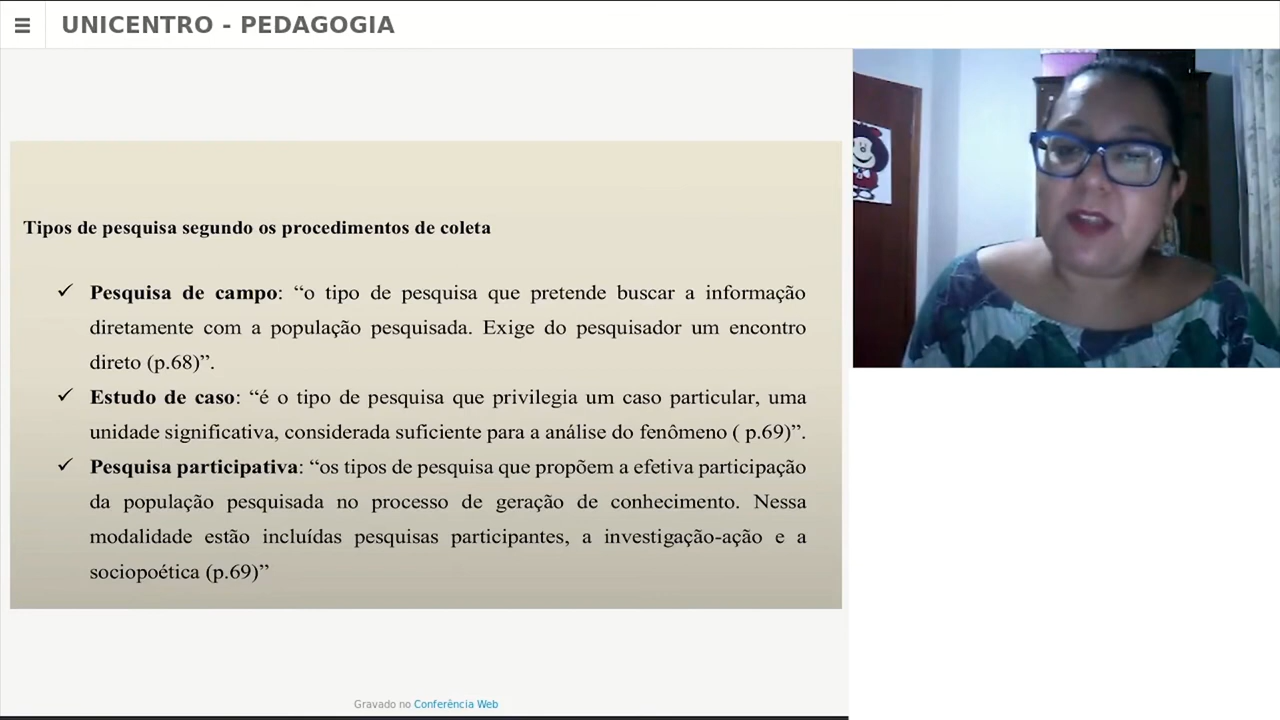 UNICENTRO - PEDAGOGIA
Tipos de pesquisa segundo os procedimentos de coleta
✓ Pesquisa de campo: “o tipo de pesquisa que pretende buscar a informação
diretamente com a população pesquisada. Exige do pesquisador um encontro
direto (p.68)”.
✓ Estudo de caso: “é o tipo de pesquisa que privilegia um caso particular, uma
unidade significativa, considerada suficiente para a análise do fenômeno ( p.69)”.
✓ Pesquisa participativa: “os tipos de pesquisa que propõem a efetiva participação
da população pesquisada no processo de geração de conhecimento. Nessa
modalidade estão incluídas pesquisas participantes, a investigação-ação e a
sociopoética (p.69)”
Gravado no Conferência Web